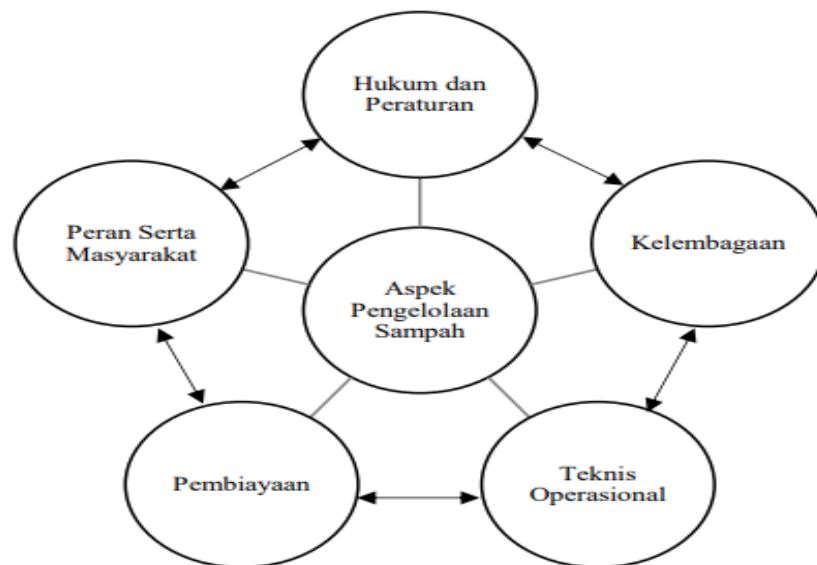 Hukum dan
Peraturan
Peran Serta
Masyarakat
Kelembagaan
Aspek
Pengelolaan
Sampah
Pembiayaan
Teknis
Operasional